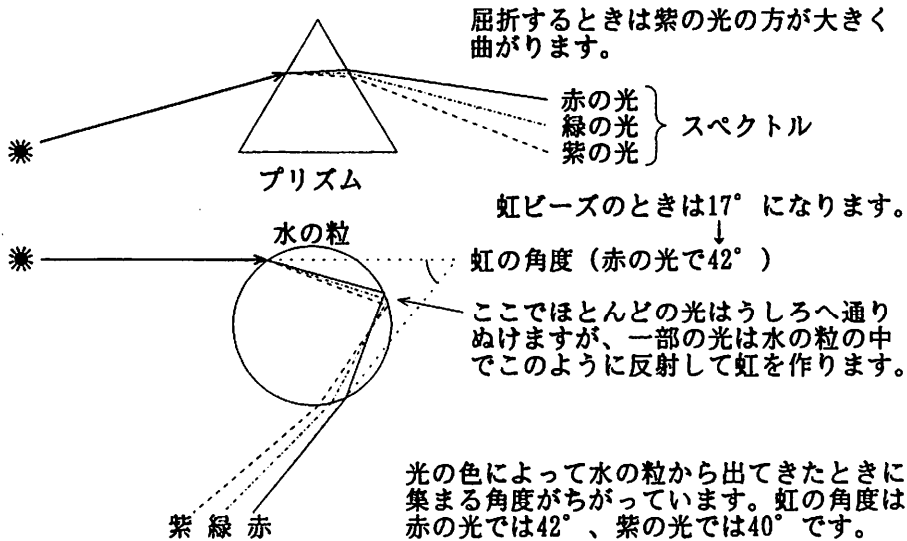 屈折するときは紫の光の方が大きく
曲がります。
赤の光
緑の光
紫の光
スペクトル
プリズム
虹ビーズのときは17°になります。
↓
水の粒
虹の角度（赤の光で42°）
ここでほとんどの光はうしろへ通り
ぬけますが、一部の光は水の粒の中
でこのように反射して虹を作ります。
光の色によって水の粒から出てきたときに
集まる角度がちがっています。虹の角度は
赤の光では42°、紫の光では40°です。
紫 緑 赤